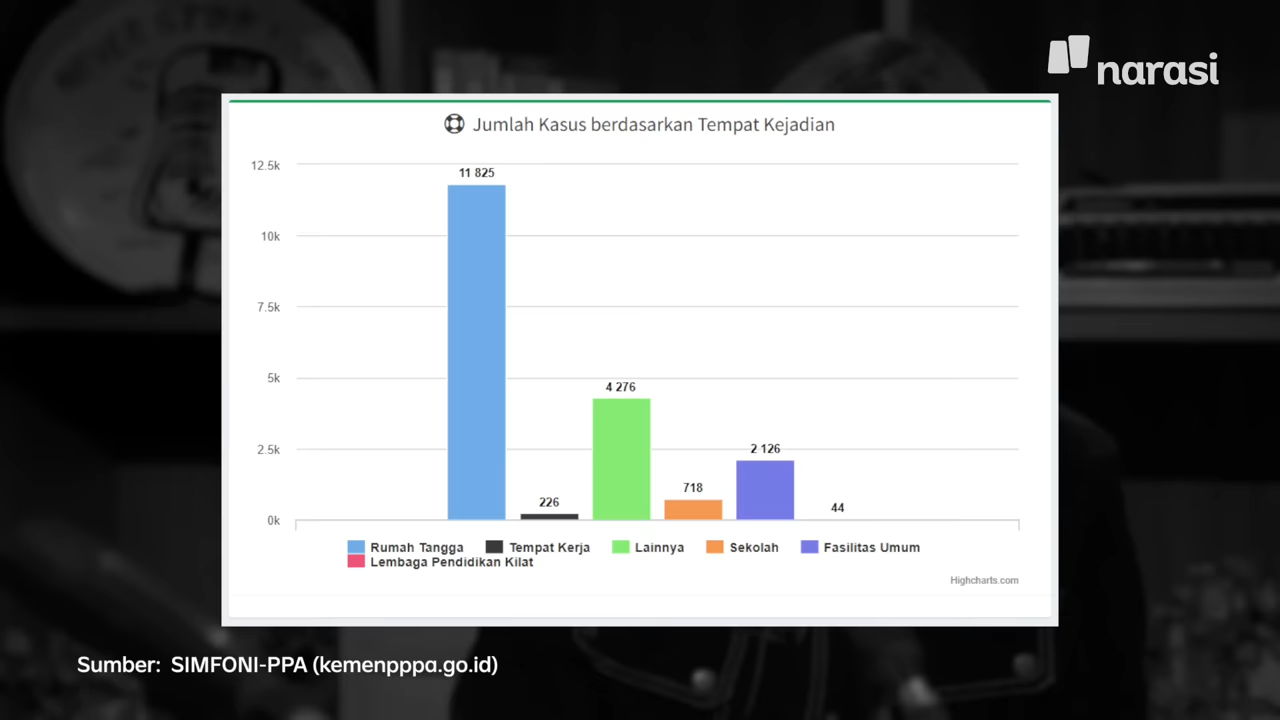 narasi
Jumlah Kasus berdasarkan Tempat Kejadian
12.5k
11 825
10k
7.5k
5k
4 276
2.5k
2 126
718
226
44
0k
Rumah Tangga Tempat Kerja Lainnya Sekolah Fasilitas Umum
Lembaga Pendidikan Kilat
Highcharts.com
Sumber: SIMFONI-PPA (kemenpppa.go.id)